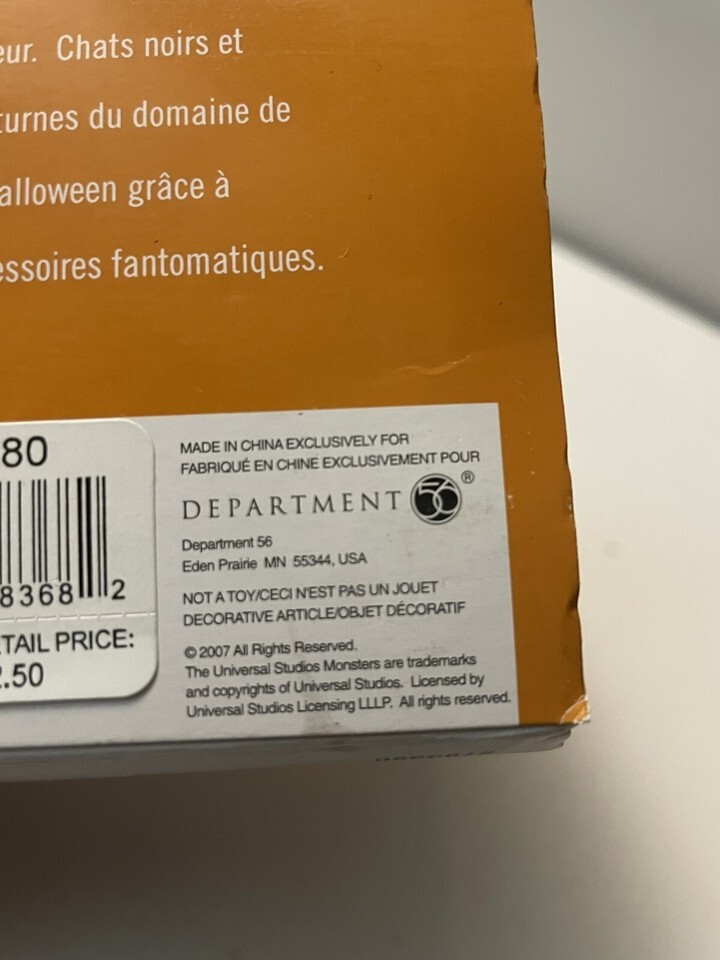 eur. Chats noirs et
turnes du domaine de
alloween grâce à
essoires fantomatiques.
80
8368 2
TAIL PRICE:
.50
MADE IN CHINA EXCLUSIVELY FOR
FABRIQUÉ EN CHINE EXCLUSIVEMENT POUR
DEPARTMENT 56®
Department 56
Eden Prairie MN 55344, USA
NOT A TOY/CECI N'EST PAS UN JOUET
DECORATIVE ARTICLE/OBJET DÉCORATIF
© 2007 All Rights Reserved.
The Universal Studios Monsters are trademarks
and copyrights of Universal Studios. Licensed by
Universal Studios Licensing LLLP. All rights reserved.